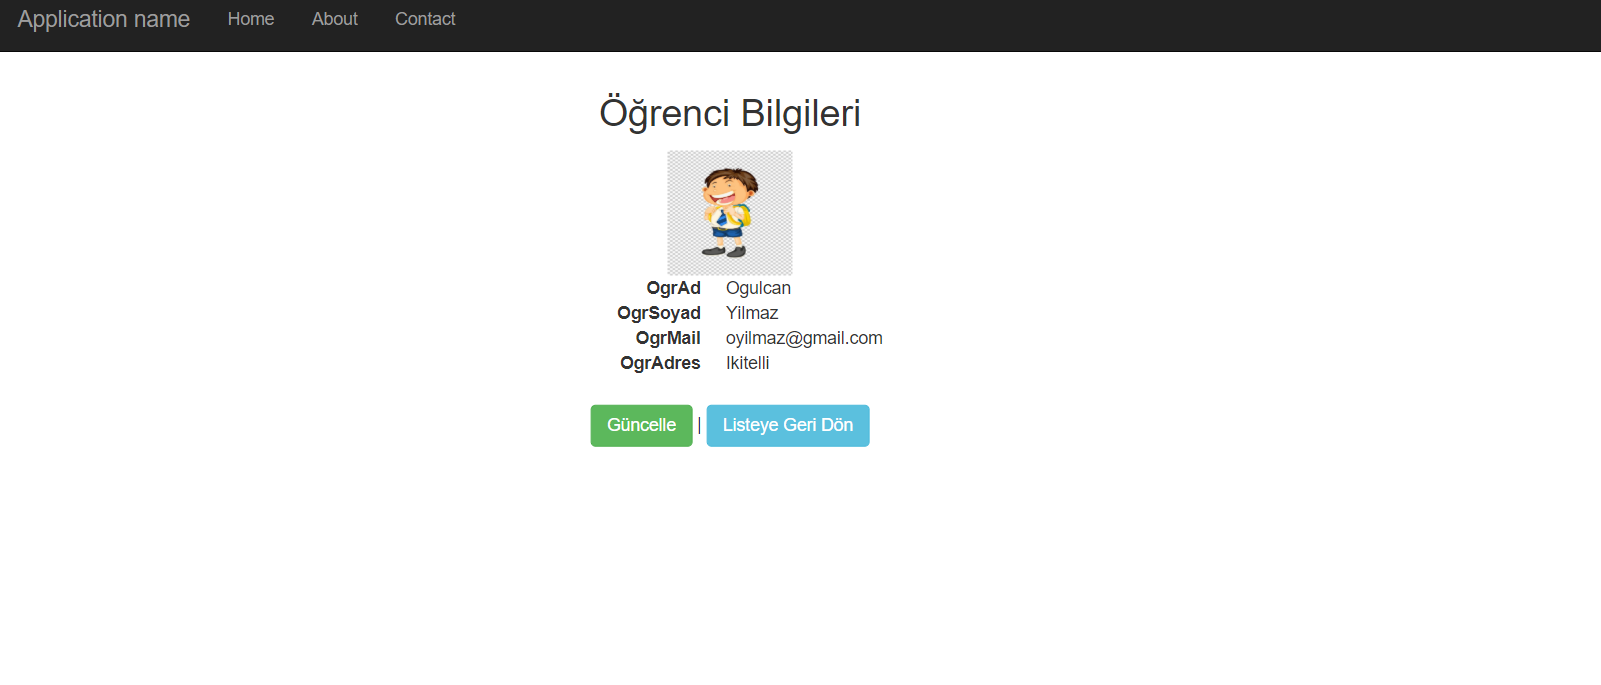 Application name Home About Contact
Öğrenci Bilgileri
OgrAd Ogulcan
OgrSoyad Yilmaz
OgrMail oyilmaz@gmail.com
OgrAdres Ikitelli
Güncelle | Listeye Geri Dön